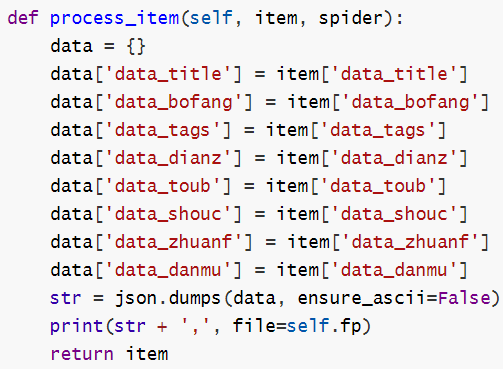 def process_item(self, item, spider):
    data = {}
    data['data_title'] = item['data_title']
    data['data_bofang'] = item['data_bofang']
    data['data_tags'] = item['data_tags']
    data['data_dianz'] = item['data_dianz']
    data['data_toub'] = item['data_toub']
    data['data_shouc'] = item['data_shouc']
    data['data_zhuanf'] = item['data_zhuanf']
    data['data_danmu'] = item['data_danmu']
    str = json.dumps(data, ensure_ascii=False)
    print(str + ',', file=self.fp)
    return item